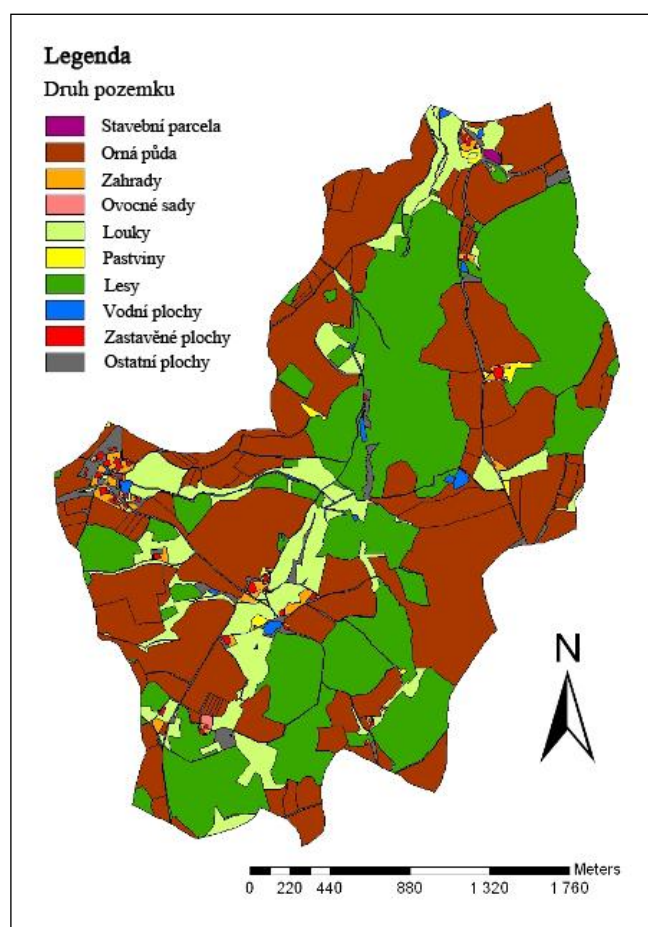 Legenda
Druh pozemku
Stavební parcela
Orná půda
Zahrady
Ovocné sady
Louky
Pastviny
Lesy
Vodní plochy
Zastavěné plochy
Ostatní plochy
N
Meters
0 220 440 880 1 320 1 760